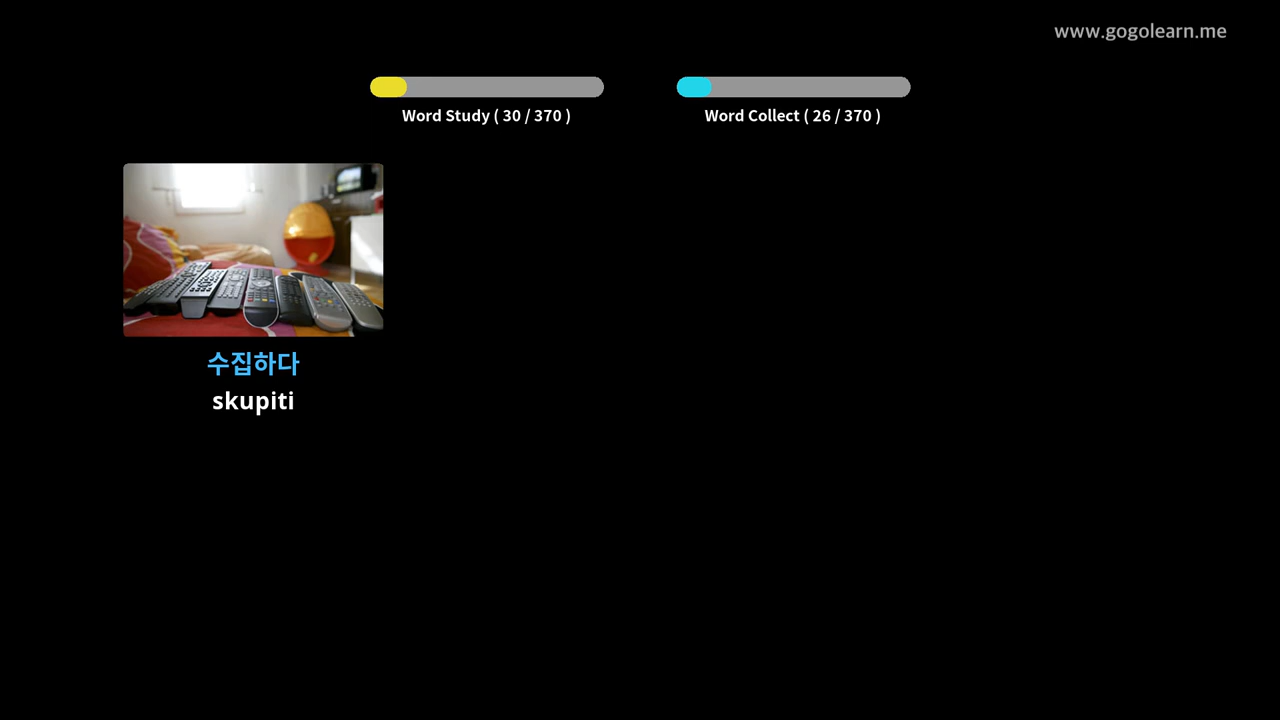 www.gogolearn.me
Word Study ( 30 / 370 )
Word Collect ( 26 / 370 )
수집하다
skupiti